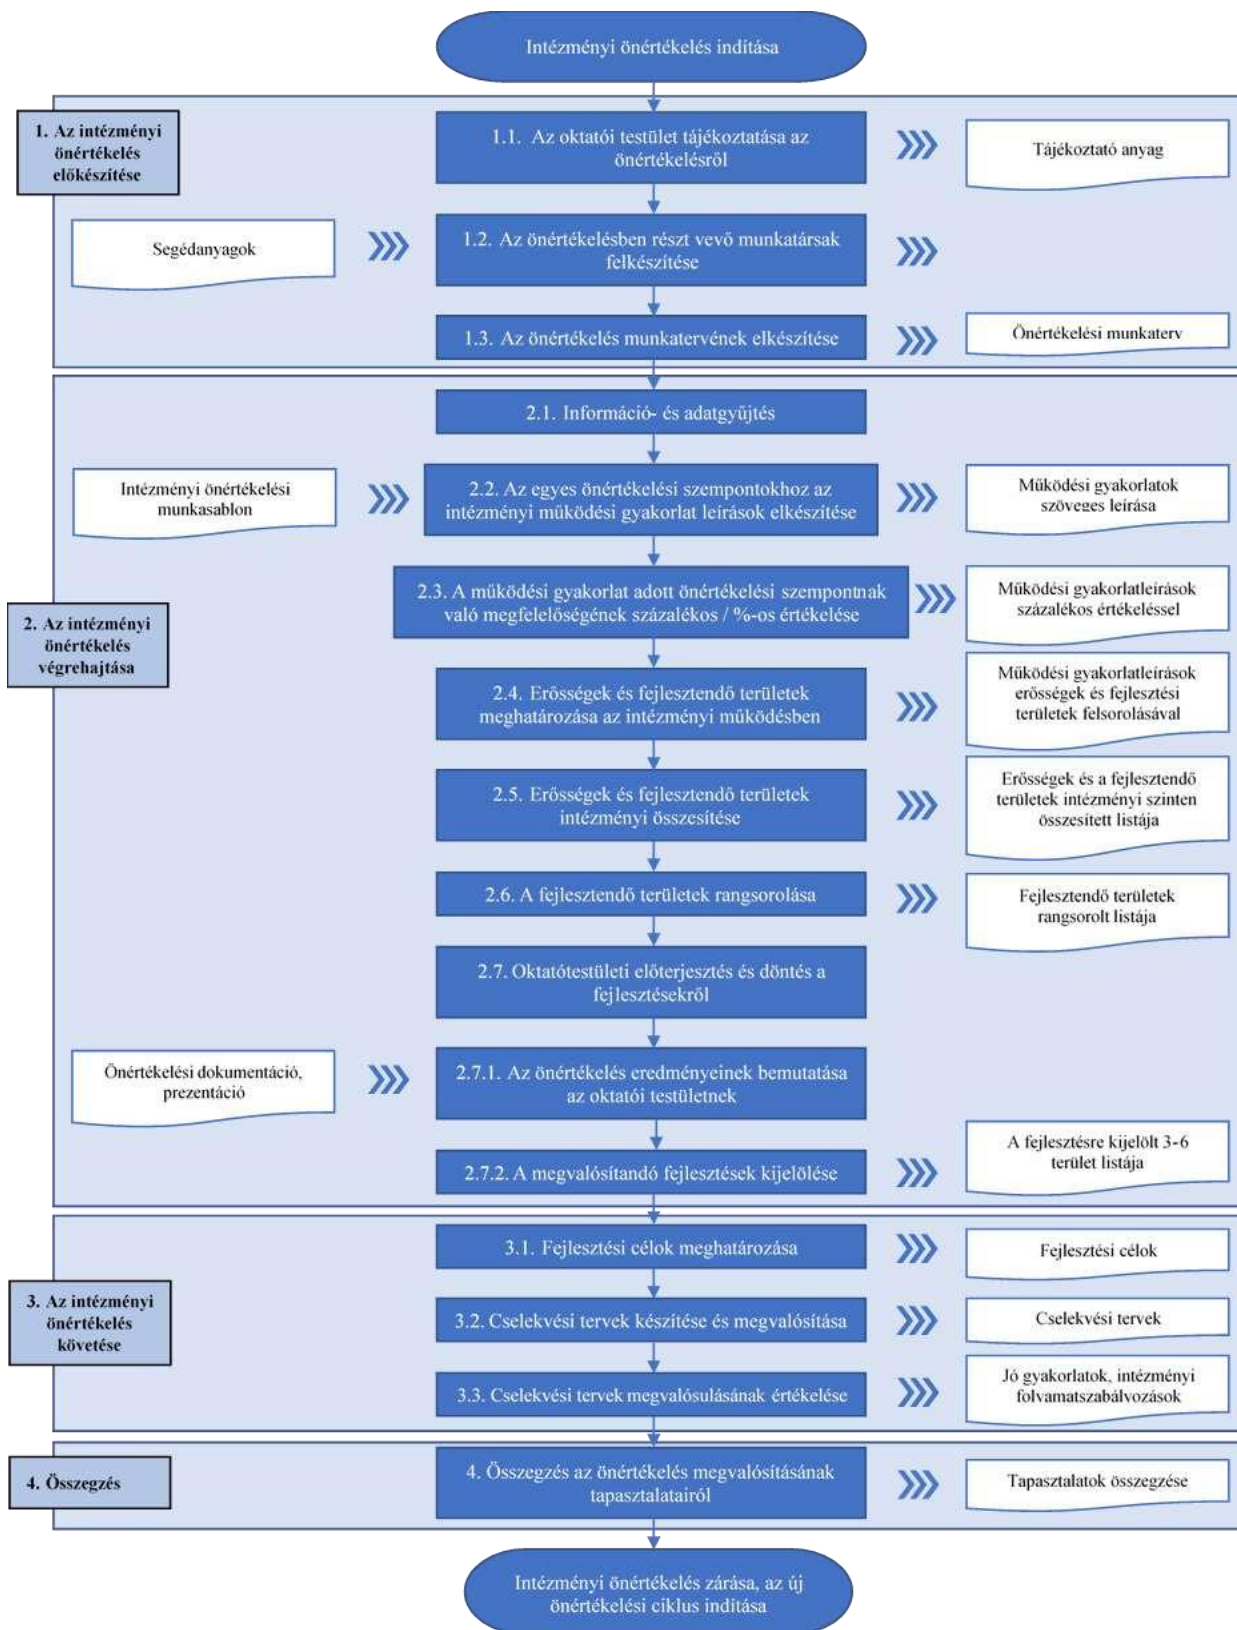 Intézményi önértékelés indítása
1. Az intézményi
önértékelés
előkészítése
1.1. Az oktatói testület tájékoztatása az
önértékelésről
Tájékoztató anyag
Segédanyagok
1.2. Az önértékelésben részt vevő munkatársak
felkészítése
1.3. Az önértékelés munkatervének elkészítése
Önértékelési munkaterv
2. Az intézményi
önértékelés
végrehajtása
2.1. Információ- és adatgyűjtés
Intézményi önértékelési
munkasablon
2.2. Az egyes önértékelési szempontokhoz az
intézményi működési gyakorlat leírások elkészítése
Működési gyakorlatok
szöveges leírása
2.3. A működési gyakorlat adott önértékelési szempontnak
való megfelelőségének százalékos / %-os értékelése
Működési gyakorlatleírások
százalékos értékeléssel
2.4. Erősségek és fejlesztendő területek
meghatározása az intézményi működésben
Működési gyakorlatleírások
erősségek és fejlesztési
területek felsorolásával
2.5. Erősségek és fejlesztendő területek
intézményi összesítése
Erősségek és a fejlesztendő
területek intézményi szinten
összesített listája
2.6. A fejlesztendő területek rangsorolása
Fejlesztendő területek
rangsorolt listája
2.7. Oktatótestületi előterjesztés és döntés a
fejlesztésekről
Önértékelési dokumentáció,
prezentáció
2.7.1. Az önértékelés eredményeinek bemutatása
az oktatói testületnek
2.7.2. A megvalósítandó fejlesztések kijelölése
A fejlesztésre kijelölt 3-6
terület listája
3. Az intézményi
önértékelés
követése
3.1. Fejlesztési célok meghatározása
Fejlesztési célok
3.2. Cselekvési tervek készítése és megvalósítása
Cselekvési tervek
3.3. Cselekvési tervek megvalósulásának értékelése
Jó gyakorlatok, intézményi
folyamatszabályozások
4. Összegzés
4. Összegzés az önértékelés megvalósításának
tapasztalatairól
Tapasztalatok összegzése
Intézményi önértékelés zárása, az új
önértékelési ciklus indítása